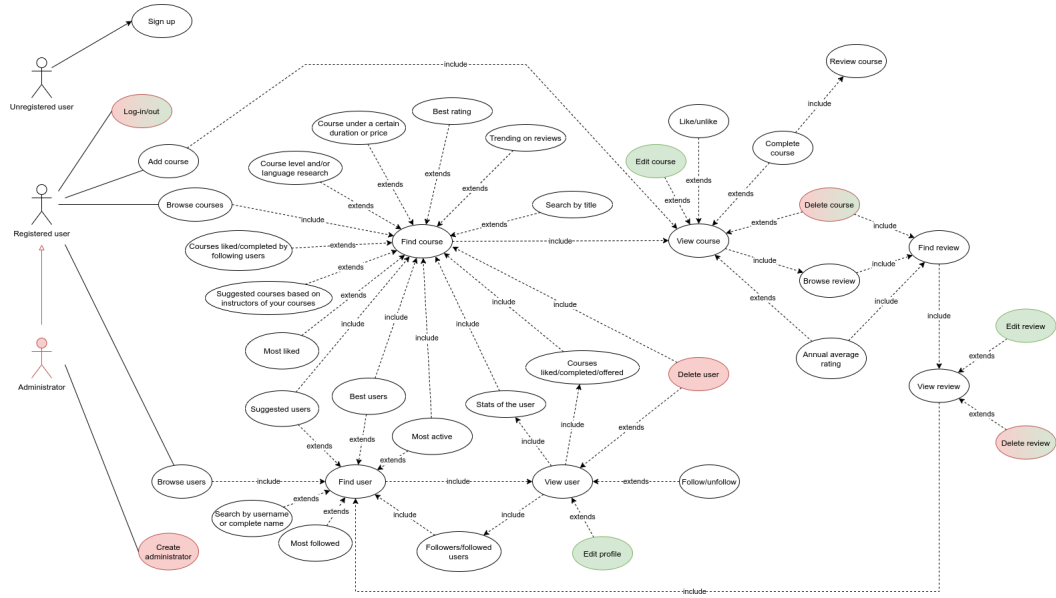 Sign up
Unregistered user
Log-in/out
Add course
Registered user
Browse courses
Administrator
Browse users
Create
administrator
include
Review course
include
Complete
course
extends
Like/unlike
extends
Edit course
extends
Best rating
extends
Course under a certain
duration or price
extends
Trending on reviews
extends
Course level and/or
language research
extends
Search by title
extends
include
Find course
include
View course
Courses liked/completed by
following users
extends
Suggested courses based on
instructors of your courses
extends
Most liked
extends
Suggested users
include
extends
Best users
include
extends
Most active
include
extends
Stats of the user
include
include
Courses
liked/completed/offered
include
include
Delete user
include
extends
Delete course
extends
include
Find review
include
Browse review
include
Annual average
rating
extends
include
include
Edit review
extends
View review
extends
Delete review
include
Find user
include
View user
extends
Follow/unfollow
Search by username
or complete name
extends
Most followed
extends
include
Followers/followed
users
include
extends
Edit profile
include